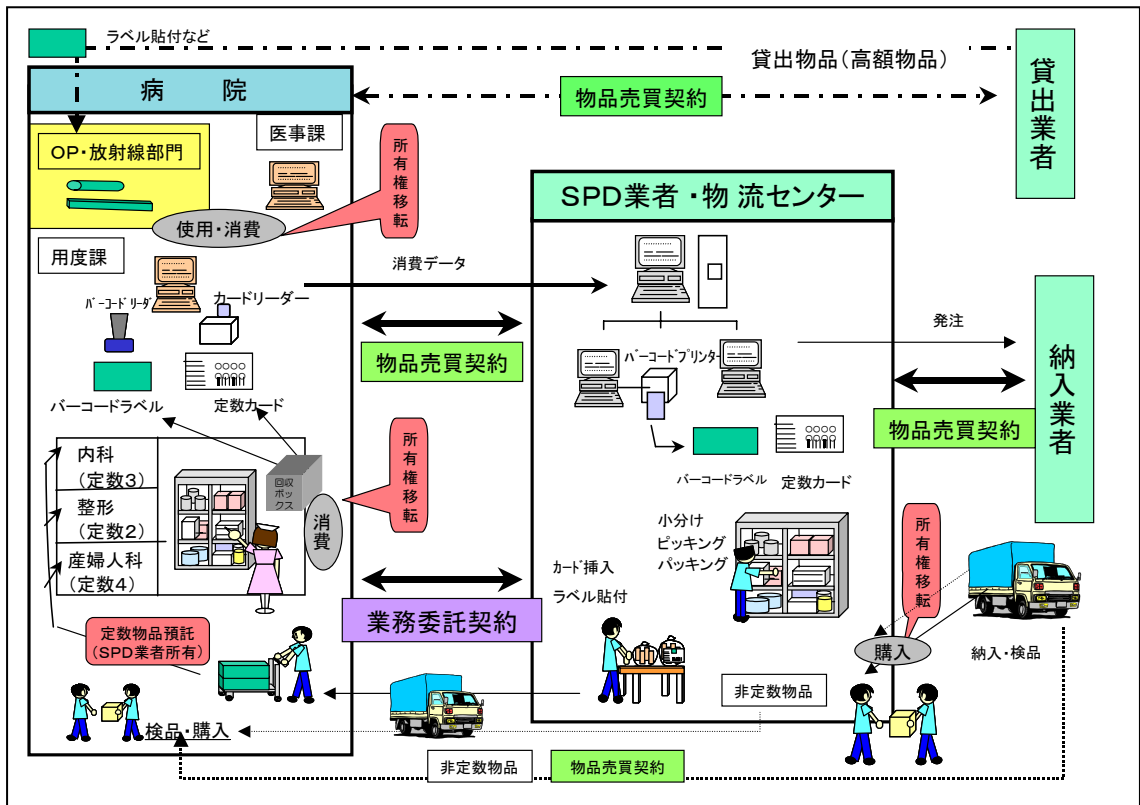 ラベル貼付など
貸出物品（高額物品）
貸出業者
病　院
物品売買契約
OP・放射線部門
医事課
所有権移転
使用・消費
SPD業者・物 流センター
用度課
消費データ
バーコードリーダ
カードリーダー
バーコードラベル
定数カード
物品売買契約
バーコードプリンター
発注
納入業者
物品売買契約
バーコードラベル
定数カード
内科
（定数3）
整形
（定数2）
産婦人科
（定数4）
回収
ボッ
クス
消費
所有権移転
小分け
ピッキング
パッキング
所有権移転
カード挿入
ラベル貼付
業務委託契約
定数物品預託
（SPD業者所有）
購入
納入・検品
非定数物品
検品・購入
非定数物品
物品売買契約